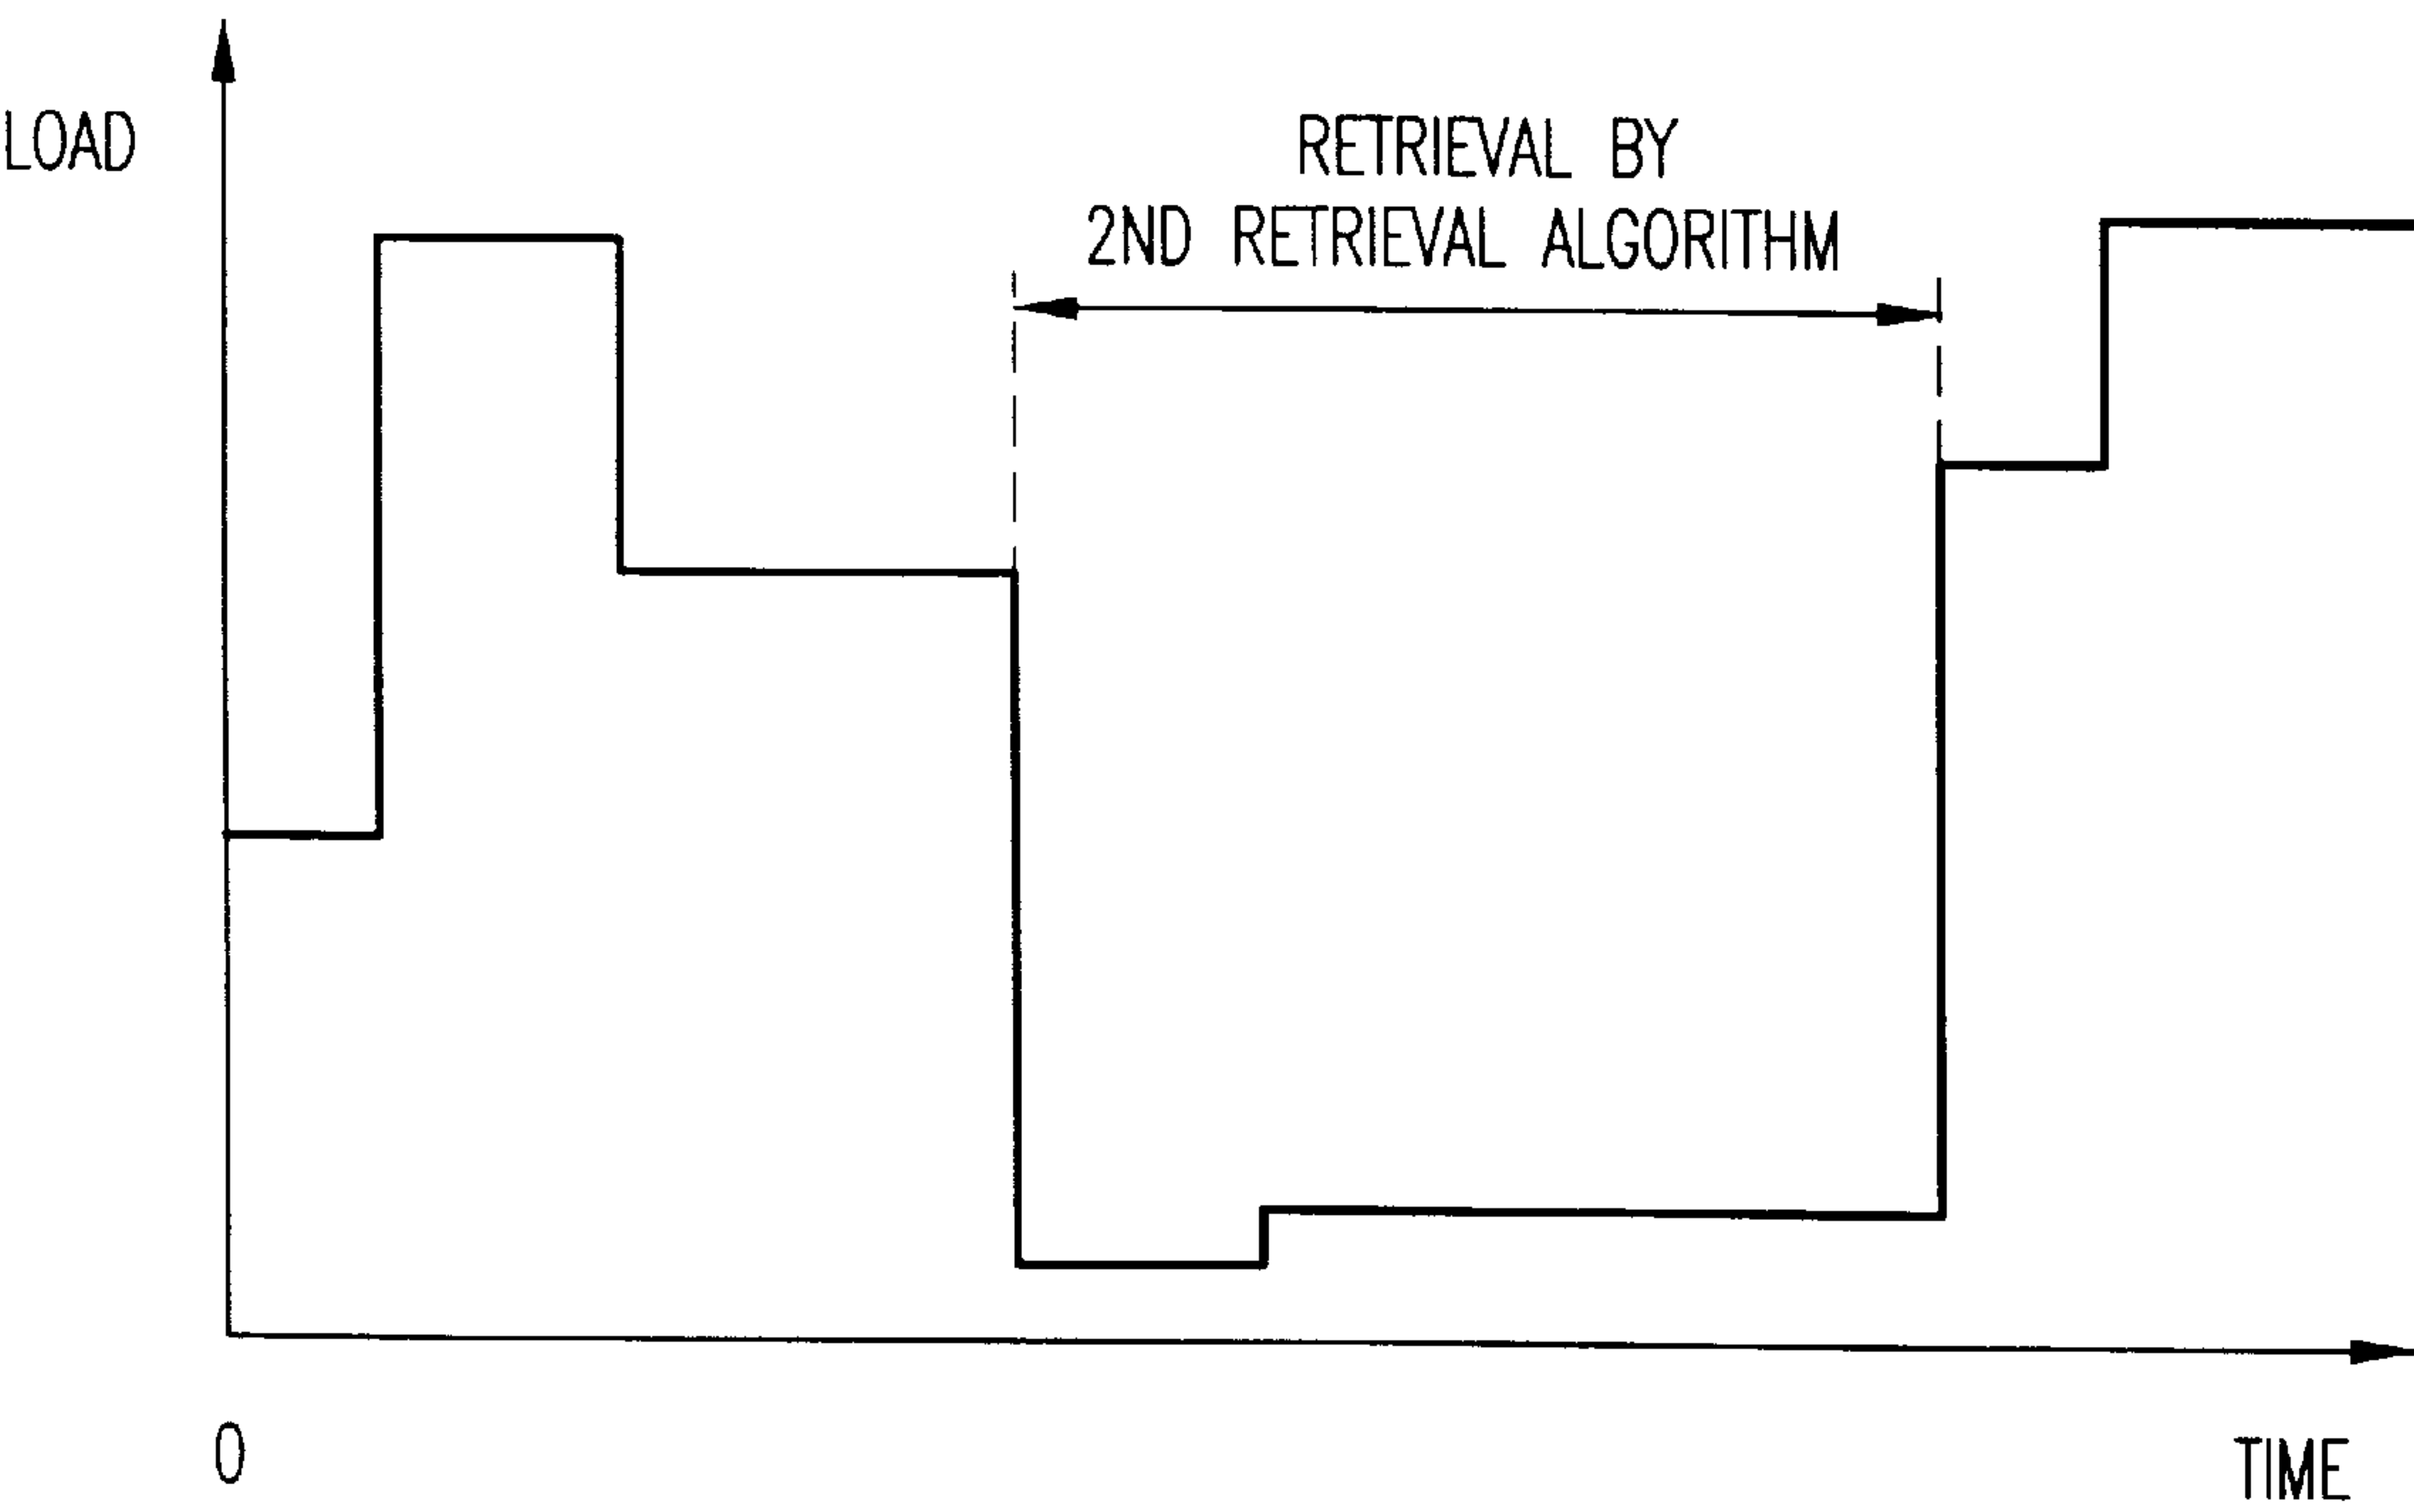 LOAD
RETRIEVAL BY
2ND RETRIEVAL ALGORITHM
0
TIME